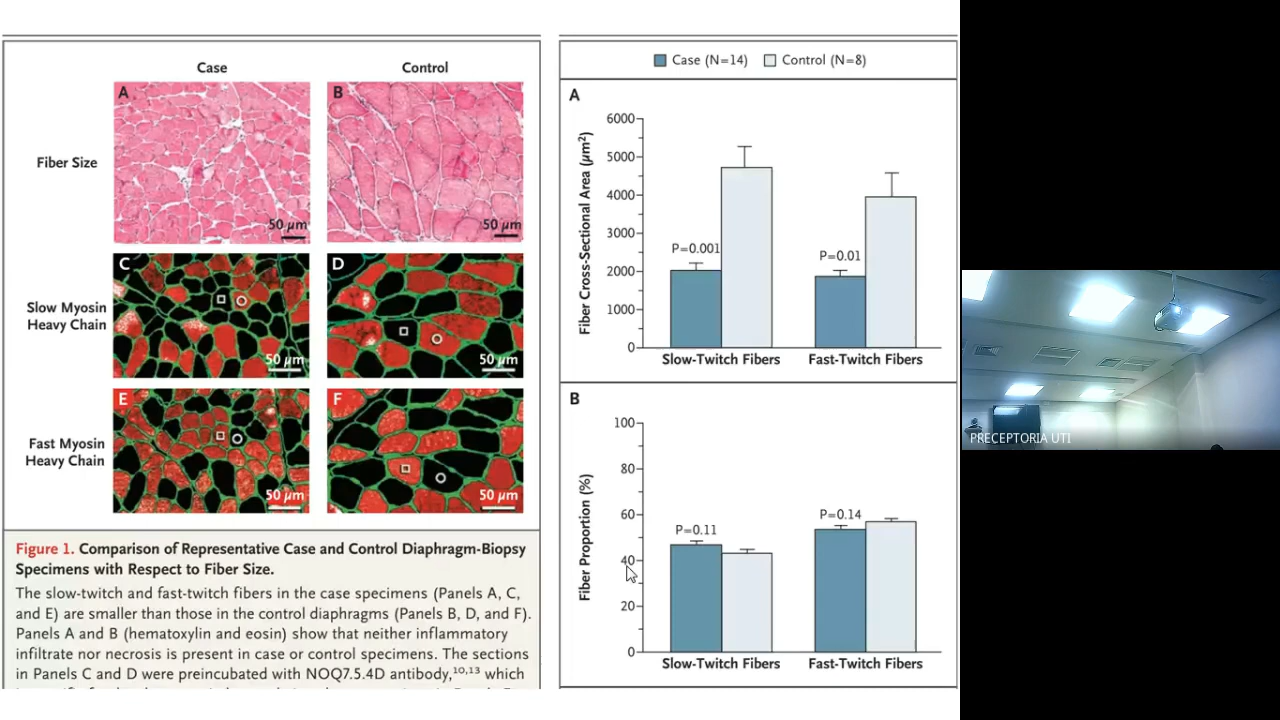 Case
Control
Fiber Size
A
50 µm
B
50 µm
Slow Myosin
Heavy Chain
C
50 µm
D
50 µm
Fast Myosin
Heavy Chain
E
50 µm
F
50 µm
Figure 1. Comparison of Representative Case and Control Diaphragm-Biopsy
Specimens with Respect to Fiber Size.
The slow-twitch and fast-twitch fibers in the case specimens (Panels A, C,
and E) are smaller than those in the control diaphragms (Panels B, D, and F).
Panels A and B (hematoxylin and eosin) show that neither inflammatory
infiltrate nor necrosis is present in case or control specimens. The sections
in Panels C and D were preincubated with NOQ7.5.4D antibody,¹⁰,¹³ which
Case (N=14)
Control (N=8)
A
Fiber Cross-Sectional Area (µm²)
6000
5000
4000
3000
2000
1000
0
P=0.001
P=0.01
Slow-Twitch Fibers
Fast-Twitch Fibers
B
Fiber Proportion (%)
100
80
60
40
20
0
P=0.11
P=0.14
Slow-Twitch Fibers
Fast-Twitch Fibers
PRECEPTORIA UTI